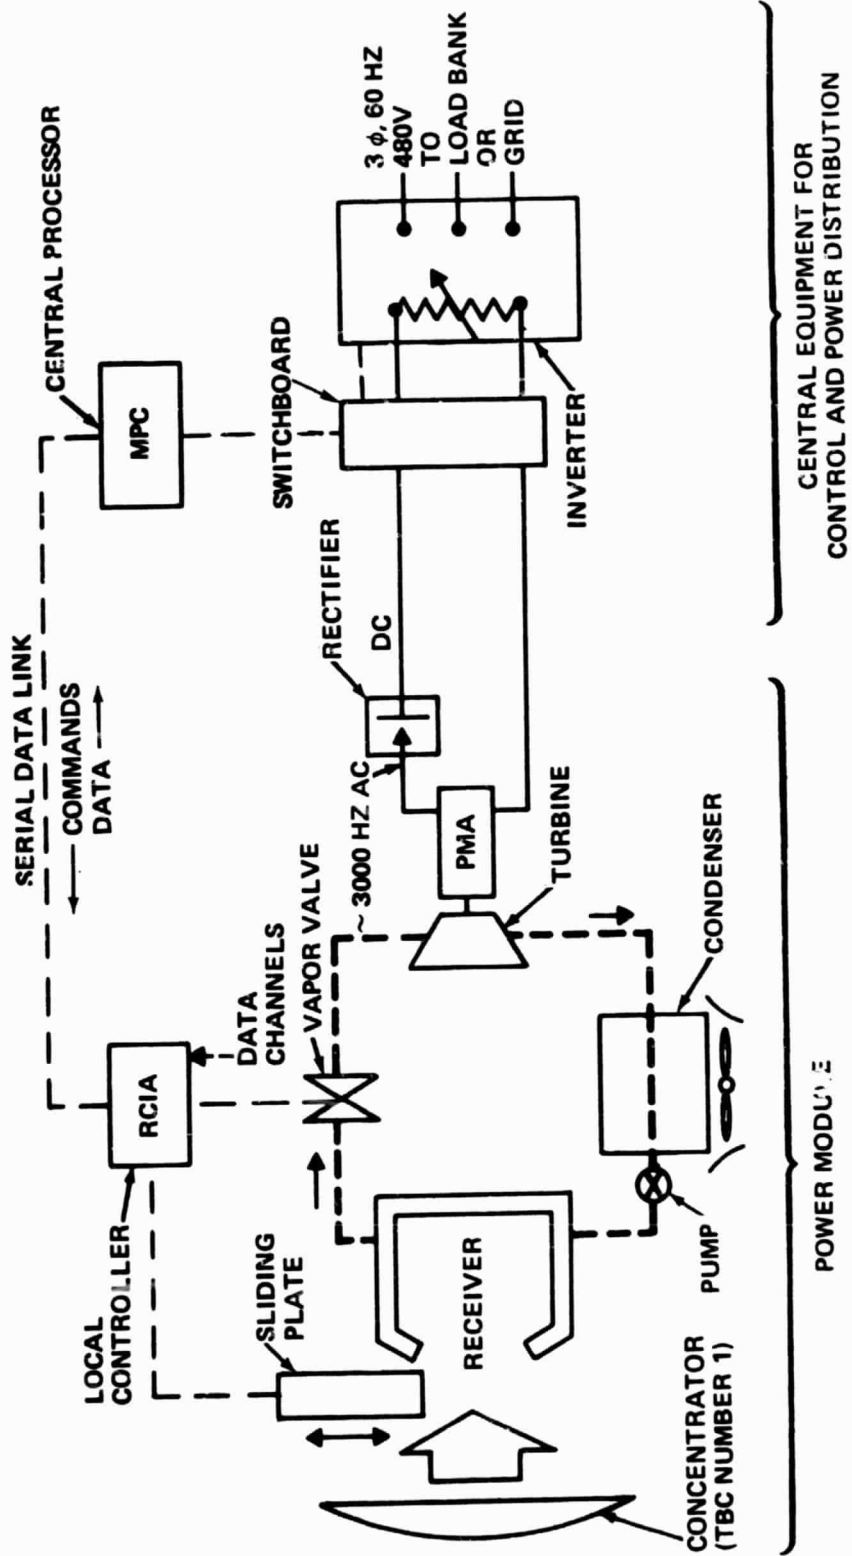 SERIAL DATA LINK
COMMANDS
DATA
CENTRAL PROCESSOR
MPC
RCIA
LOCAL
CONTROLLER
DATA
CHANNELS
VAPOR VALVE
SLIDING
PLATE
RECEIVER
CONCENTRATOR
(TBC NUMBER 1)
PUMP
CONDENSER
TURBINE
PMA
~ 3000 HZ AC
RECTIFIER
DC
SWITCHBOARD
INVERTER
3 ϕ, 60 HZ
480V
TO
LOAD BANK
OR
GRID
POWER MODULE
CENTRAL EQUIPMENT FOR
CONTROL AND POWER DISTRIBUTION